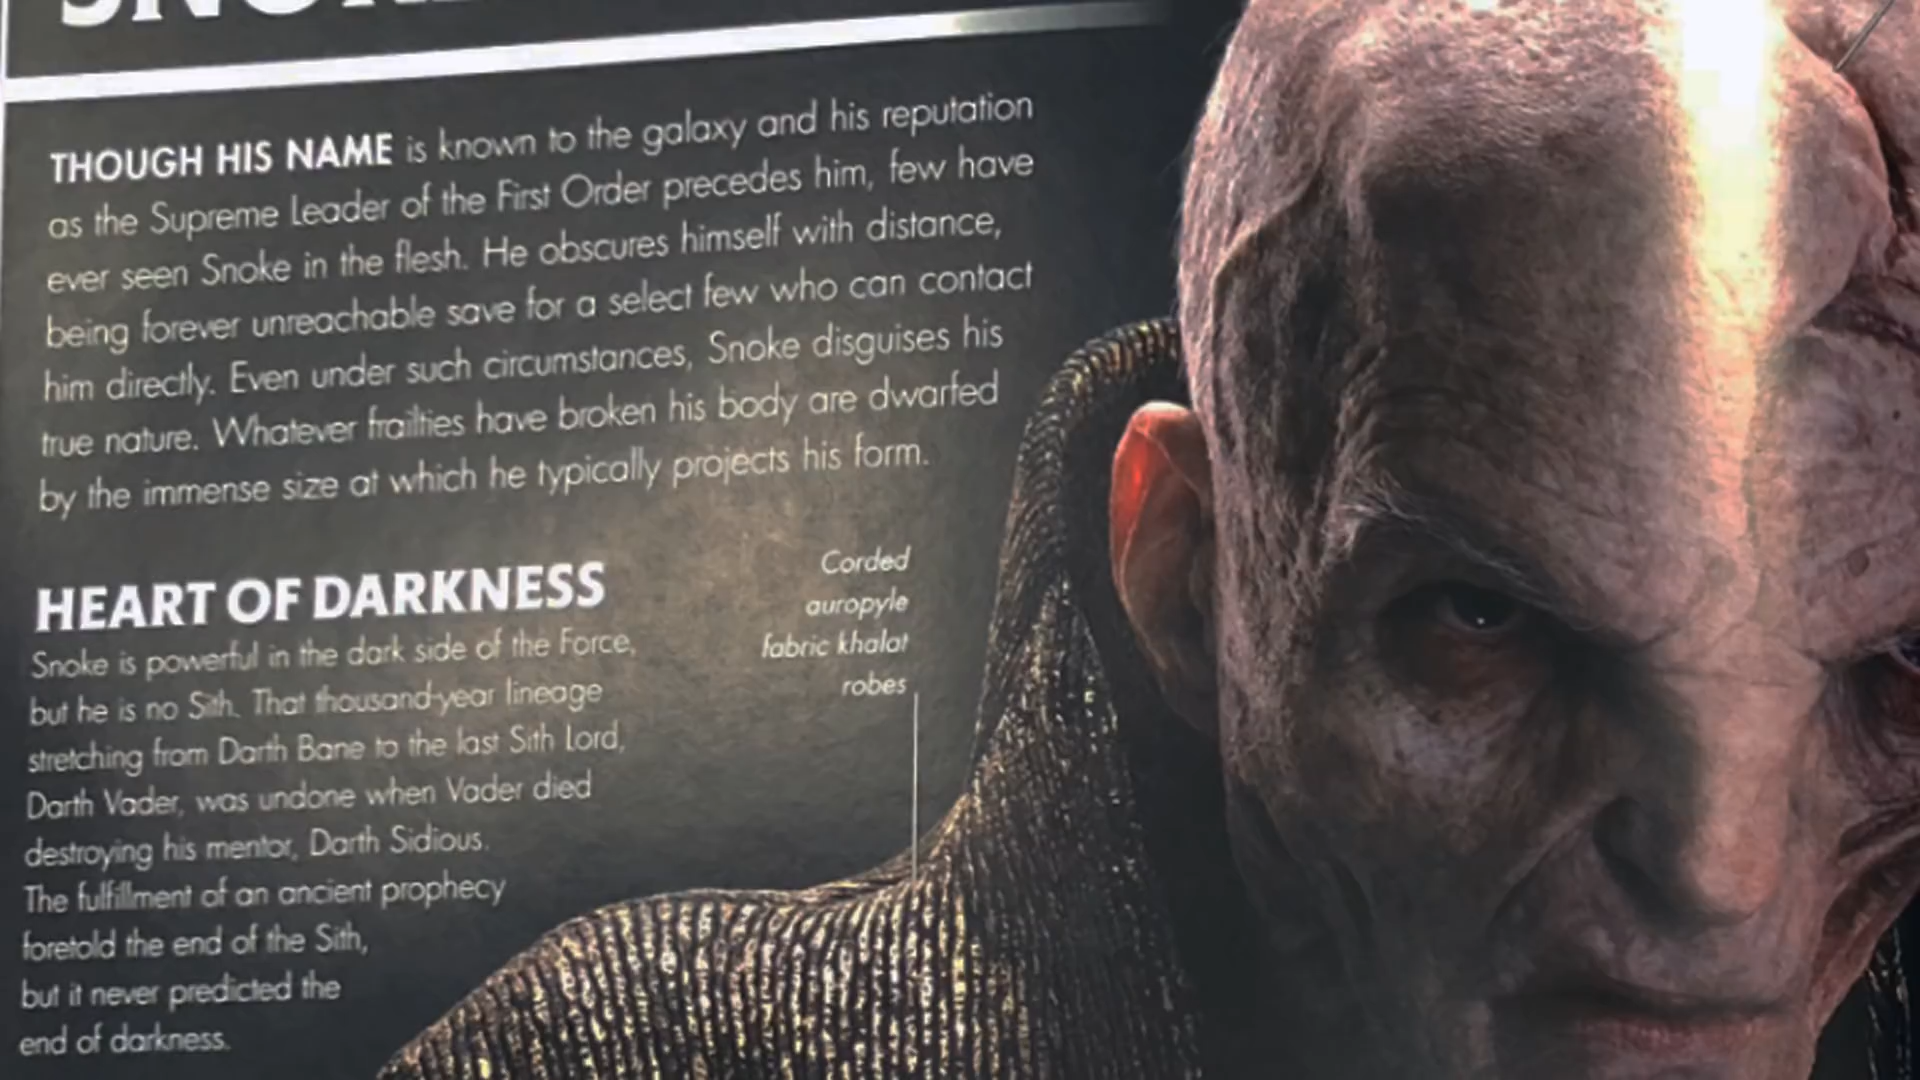 SNOKE
THOUGH HIS NAME is known to the galaxy and his reputation
as the Supreme Leader of the First Order precedes him, few have
ever seen Snoke in the flesh. He obscures himself with distance,
being forever unreachable save for a select few who can contact
him directly. Even under such circumstances, Snoke disguises his
true nature. Whatever frailties have broken his body are dwarfed
by the immense size at which he typically projects his form.
HEART OF DARKNESS
Snoke is powerful in the dark side of the Force,
but he is no Sith. That thousand-year lineage
stretching from Darth Bane to the last Sith Lord,
Darth Vader, was undone when Vader died
destroying his mentor, Darth Sidious.
The fulfillment of an ancient prophecy
foretold the end of the Sith,
but it never predicted the
end of darkness.
Corded
auropyle
fabric khalat
robes